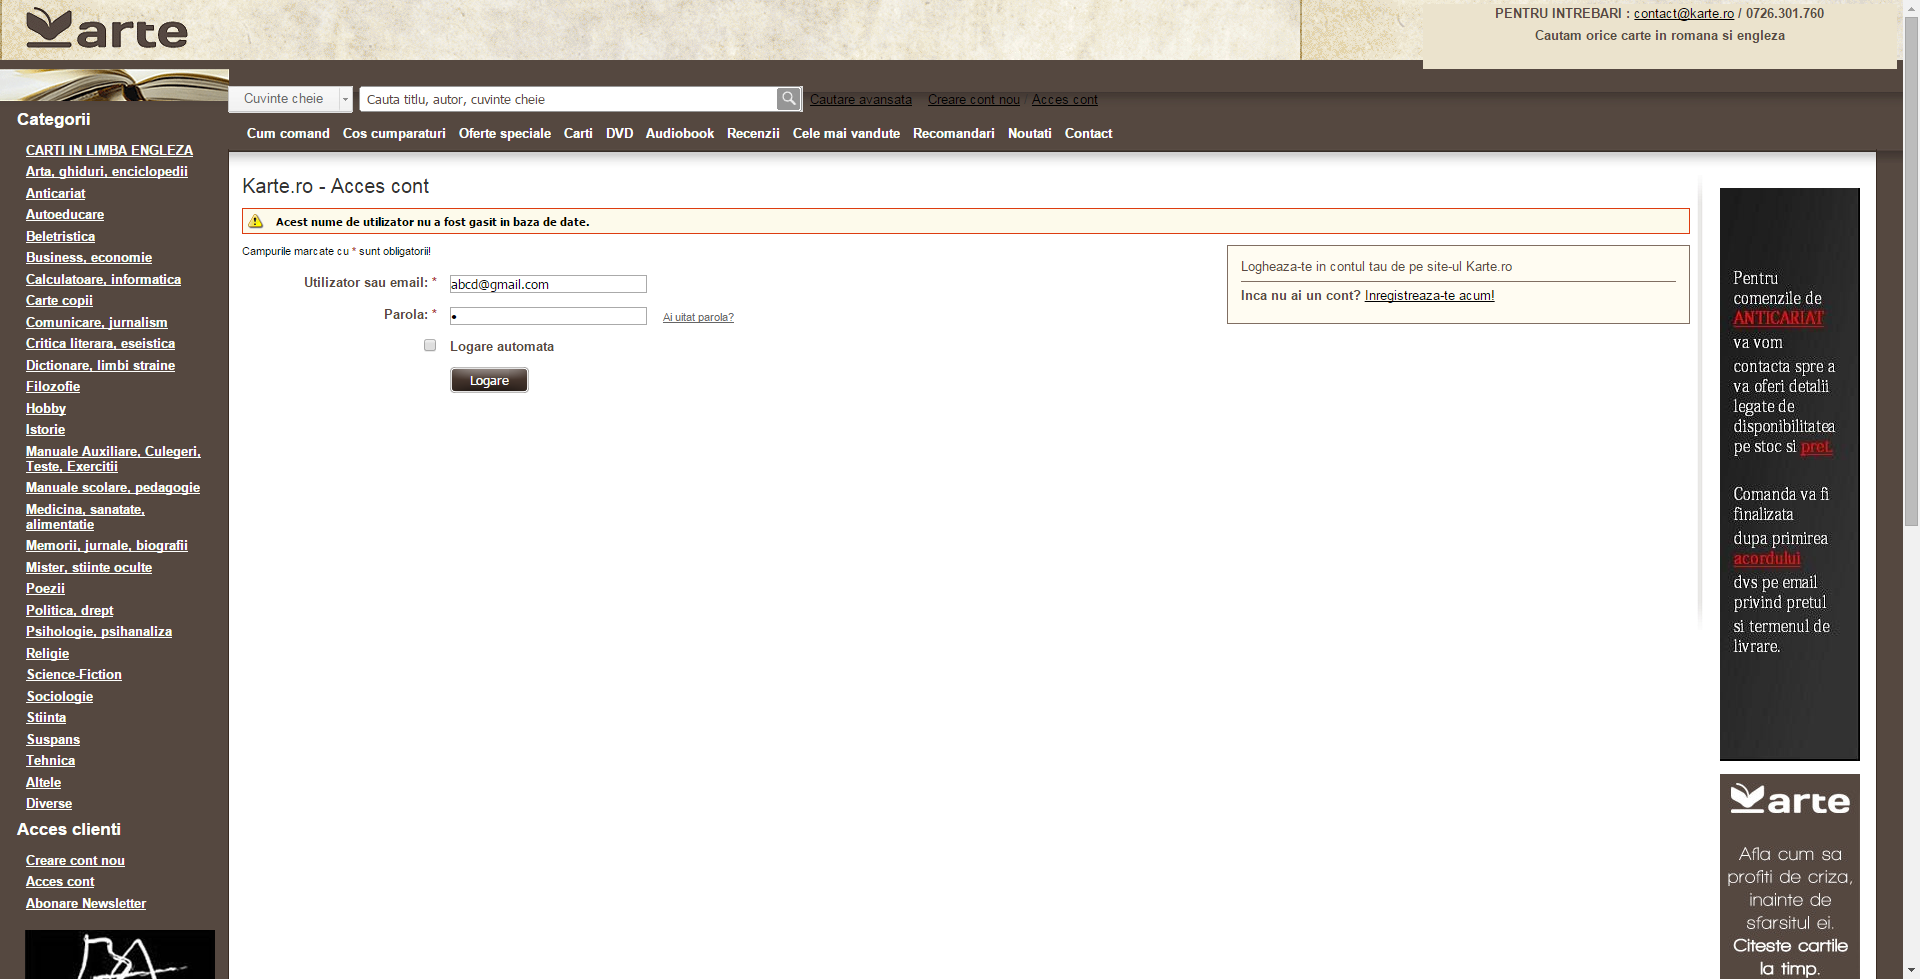 arte
PENTRU INTREBARI : contact@karte.ro / 0726.301.760
Cautam orice carte in romana si engleza
Cuvinte cheie
Cauta titlu, autor, cuvinte cheie
Cautare avansata Creare cont nou / Acces cont
Cum comand Cos cumparaturi Oferte speciale Carti DVD Audiobook Recenzii Cele mai vandute Recomandari Noutati Contact
Categorii
CARTI IN LIMBA ENGLEZA
Arta, ghiduri, enciclopedii
Anticariat
Autoeducare
Beletristica
Business, economie
Calculatoare, informatica
Carte copii
Comunicare, jurnalism
Critica literara, eseistica
Dictionare, limbi straine
Filozofie
Hobby
Istorie
Manuale Auxiliare, Culegeri,
Teste, Exercitii
Manuale scolare, pedagogie
Medicina, sanatate,
alimentatie
Memorii, jurnale, biografii
Mister, stiinte oculte
Poezii
Politica, drept
Psihologie, psihanaliza
Religie
Science-Fiction
Sociologie
Stiinta
Suspans
Tehnica
Altele
Diverse
Acces clienti
Creare cont nou
Acces cont
Abonare Newsletter
Karte.ro - Acces cont
Acest nume de utilizator nu a fost gasit in baza de date.
Campurile marcate cu * sunt obligatorii!
Utilizator sau email: * abcd@gmail.com
Parola: * • Ai uitat parola?
Logare automata
Logare
Logheaza-te in contul tau de pe site-ul Karte.ro
Inca nu ai un cont? Inregistreaza-te acum!
Pentru
comenzile de
ANTICARIAT
va vom
contacta spre a
va oferi detalii
legate de
disponibilitatea
pe stoc si pret.
Comanda va fi
finalizata
dupa primirea
acordului
dvs pe email
privind pretul
si termenul de
livrare.
arte
Afla cum sa
profiti de criza,
inainte de
sfarsitul ei.
Citeste cartile
la timp.